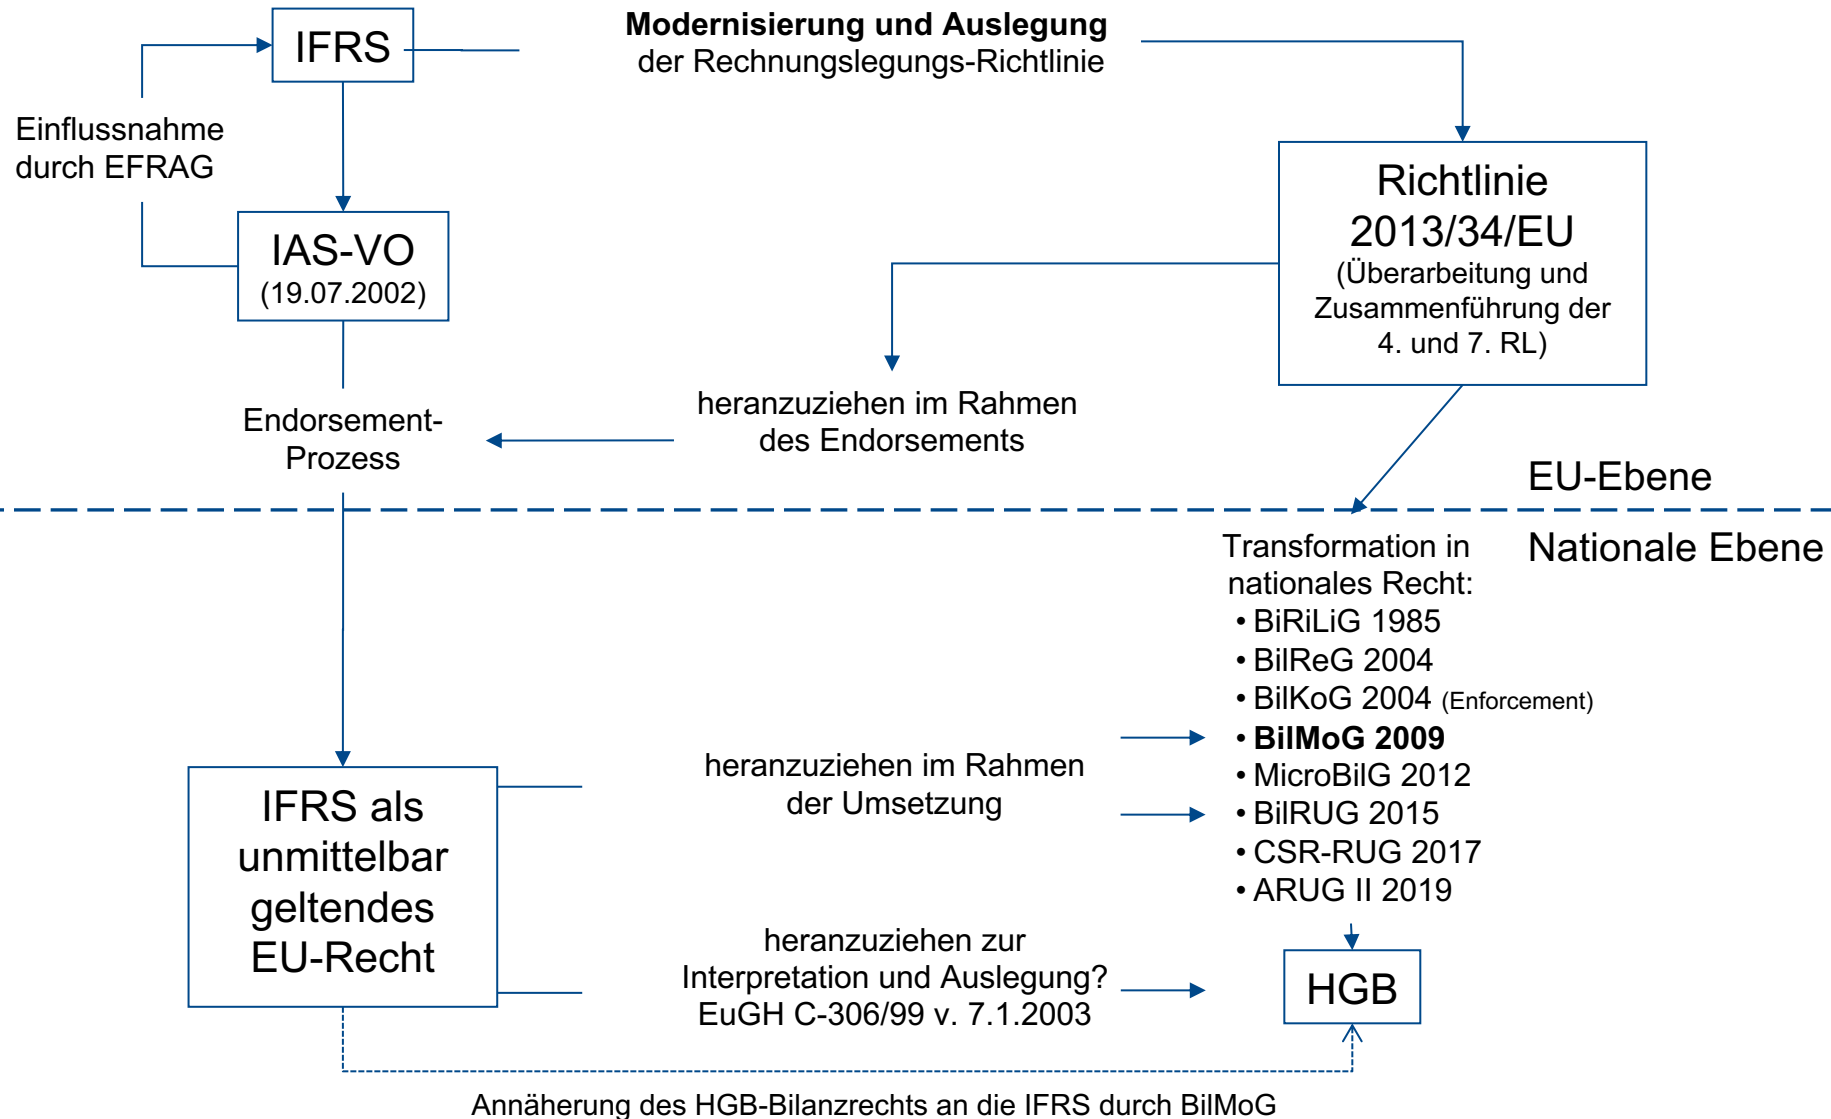 IFRS
Modernisierung und Auslegung
der Rechnungslegungs-Richtlinie
Einflussnahme
durch EFRAG
IAS-VO
(19.07.2002)
Richtlinie
2013/34/EU
(Überarbeitung und
Zusammenführung der
4. und 7. RL)
heranzuziehen im Rahmen
des Endorsements
Endorsement-
Prozess
EU-Ebene
Nationale Ebene
Transformation in
nationales Recht:
• BiRiLiG 1985
• BilReG 2004
• BilKoG 2004 (Enforcement)
• BilMoG 2009
• MicroBilG 2012
• BilRUG 2015
• CSR-RUG 2017
• ARUG II 2019
heranzuziehen im Rahmen
der Umsetzung
IFRS als
unmittelbar
geltendes
EU-Recht
heranzuziehen zur
Interpretation und Auslegung?
EuGH C-306/99 v. 7.1.2003
HGB
Annäherung des HGB-Bilanzrechts an die IFRS durch BilMoG